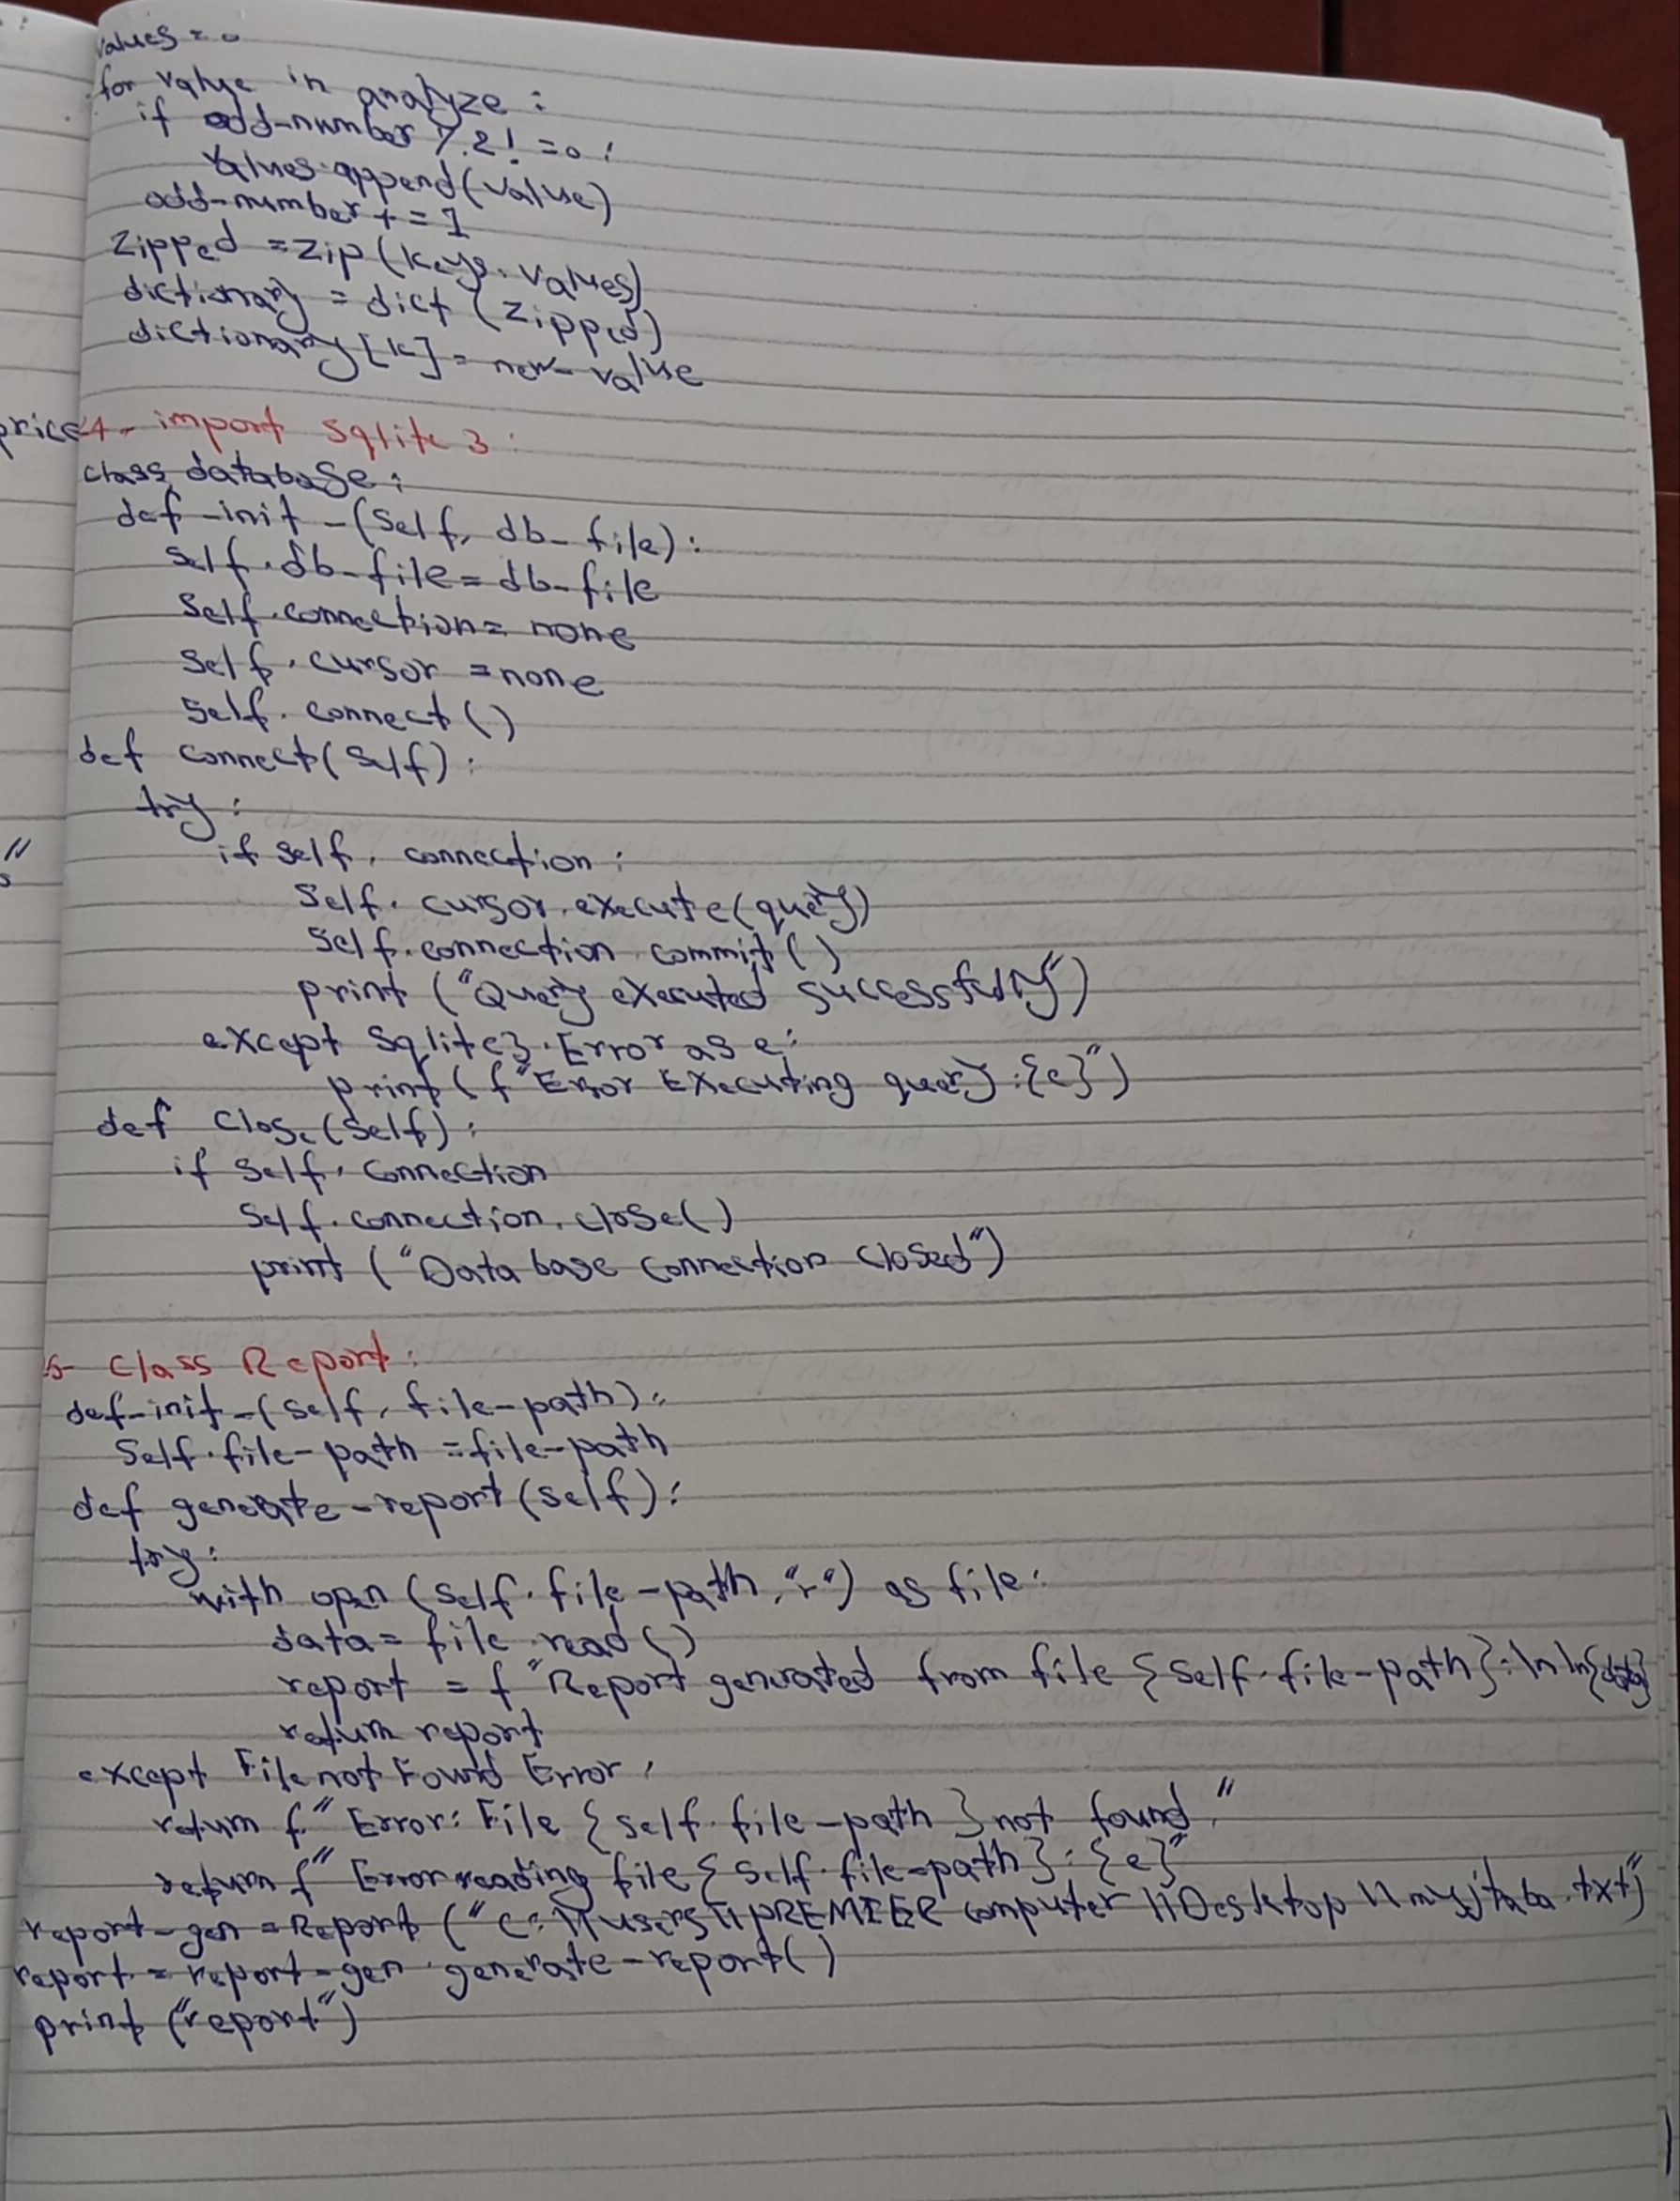 values = 0
for value in analyze :
if odd-number % 2! = 0 :
values.append(value)
odd-number + = 1
zipped = zip (keys, values)
dictionary = dict (zipped)
dictionary [k] = new-value
price
4- import sqlite 3 :
class database :
def -init -(self, db_ file) :
self.db_file = db_file
self.connection = none
self.cursor = none
self.connect ()
def connect(self) :
try :
"
if self. connection :
self. cursor.execute(query)
self.connection commit ( )
print ("Query executed successfully")
except sqlite3.Error as e :
print (f"Error Executing query :{e}")
def close(self) :
if self. connection
self.connection.close()
print ("Data base connection closed")
5- class Report :
def-init-(self, file-path) :
self.file-path = file-path
def generate-report(self) :
try :
with open (self. file-path, "r") as file :
data = file.read ()
report = f "Report generated from file {self.file-path} : \n \n{data}
return report
except File not Found Error :
return f" Error: File {self.file-path } not found."
return f" Error reading file {self.file-path} : {e}"
report-gen = Report ("C:\\users\\PREMIER computer \\Desktop \\myjtaba.txt")
report = report-gen.generate-report( )
print ("report")